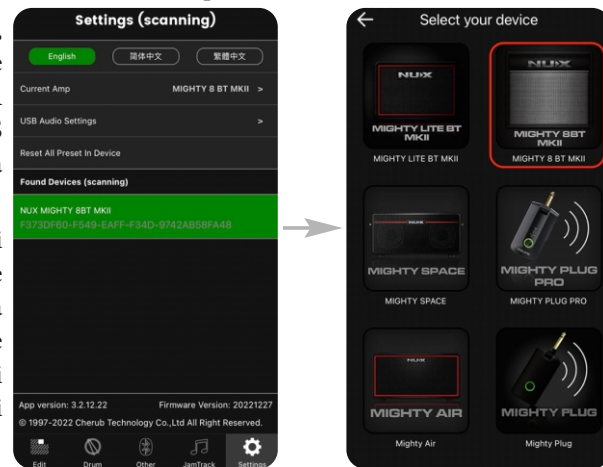 Settings (scanning)
English 简体中文 繁體中文
Current Amp MIGHTY 8 BT MKII >
USB Audio Settings >
Reset All Preset In Device
Found Devices (scanning)
NUX MIGHTY 8BT MKII
F373DF60-F549-EAFF-F34D-9742AB58FA48
App version: 3.2.12.22 Firmware Version: 20221227
© 1997-2022 Cherub Technology Co.,Ltd All Right Reserved.
Edit Drum Other JamTrack Settings
Select your device
NUX
MIGHTY LITE BT
MKII
MIGHTY LITE BT MKII
NUX
MIGHTY 8BT
MKII
MIGHTY 8 BT MKII
MIGHTY SPACE
MIGHTY SPACE
MIGHTY PLUG
PRO
MIGHTY PLUG PRO
NUX
MIGHTY AIR
Mighty Air
MIGHTY PLUG
Mighty Plug